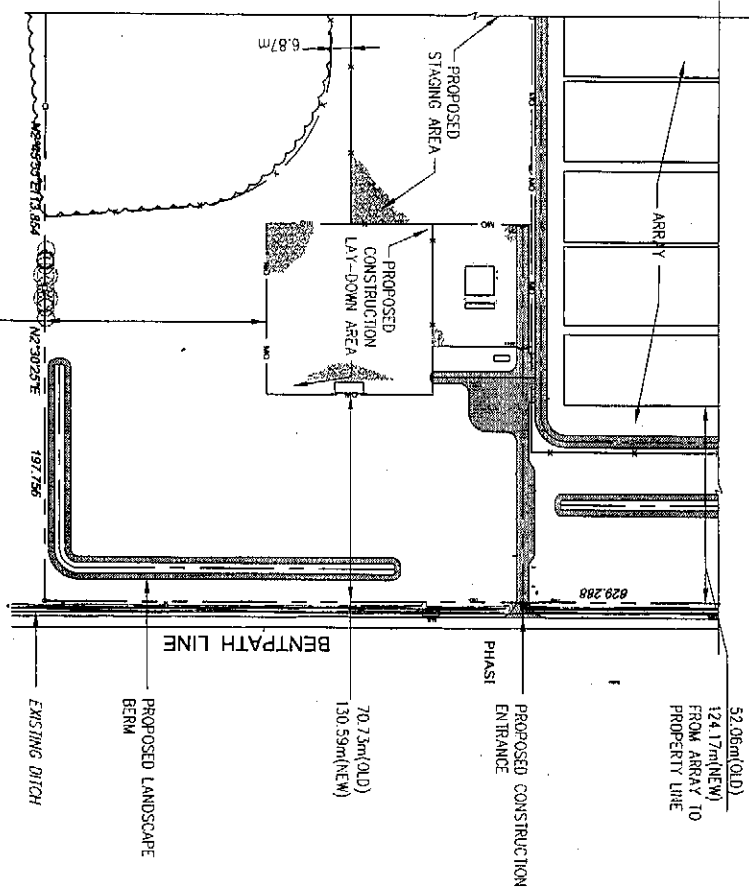 6.87m
PROPOSED
STAGING AREA
ARRAY
PROPOSED
CONSTRUCTION
LAY-DOWN AREA
N2°30'25"E
197.756
829.288
BENTPATH LINE
PHASE
52.06m(OLD)
124.17m(NEW)
FROM ARRAY TO
PROPERTY LINE
PROPOSED CONSTRUCTION
ENTRANCE
70.73m(OLD)
130.59m(NEW)
PROPOSED LANDSCAPE
BERM
EXISTING DITCH